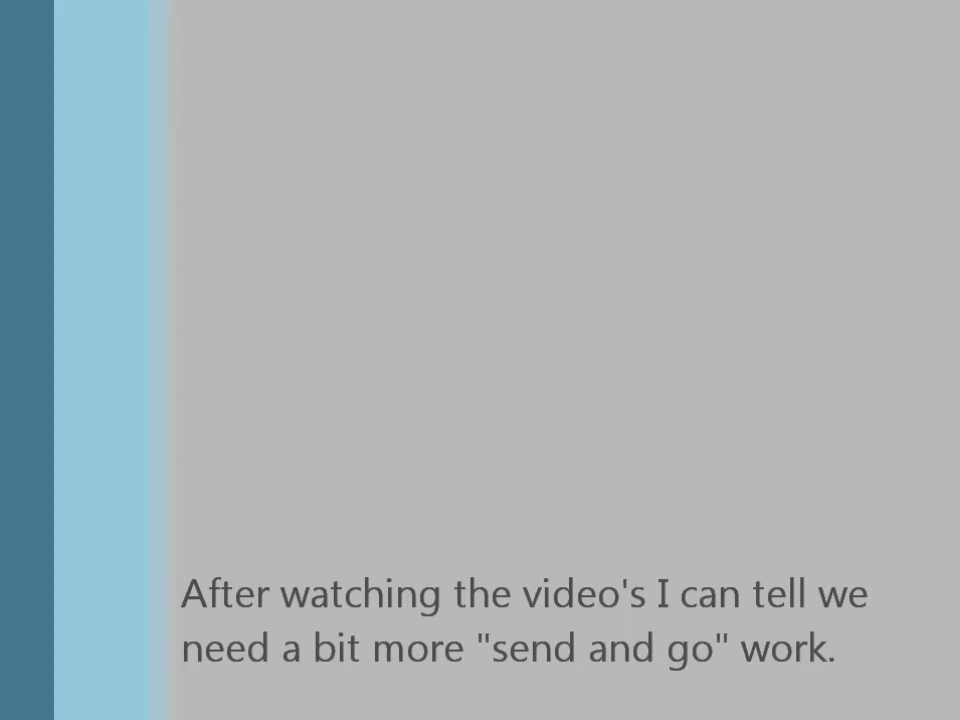 After watching the video's I can tell we
need a bit more "send and go" work.